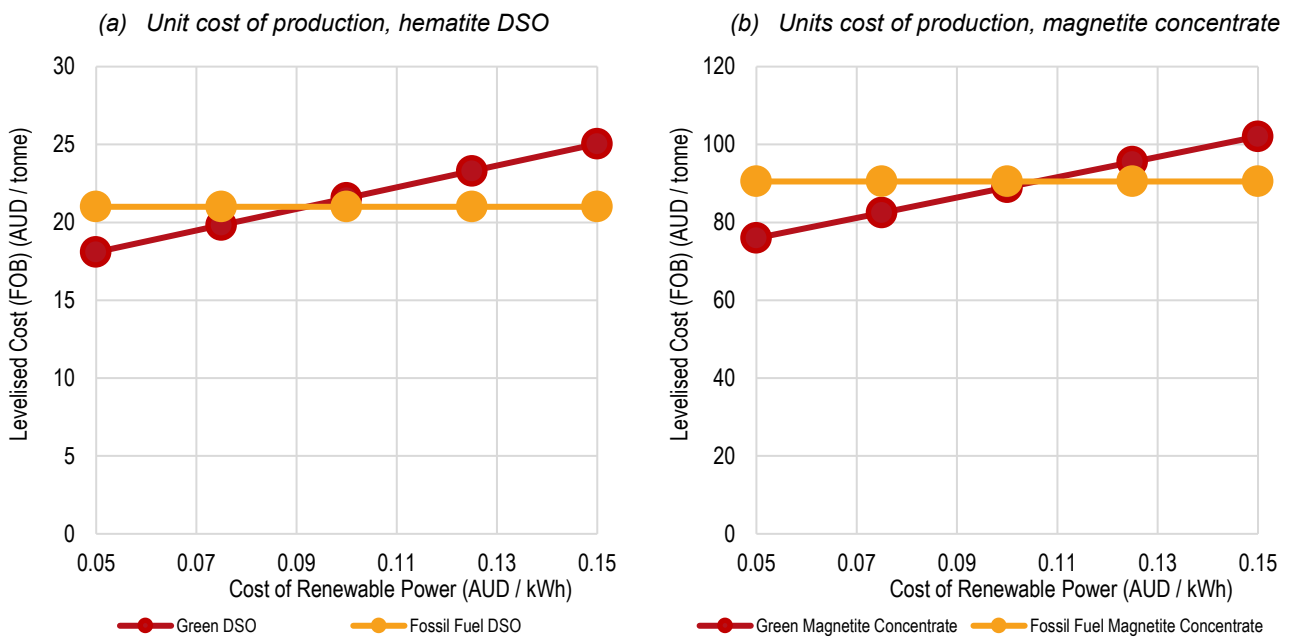 (a) Unit cost of production, hematite DSO
30
25
20
15
10
5
0
Levelised Cost (FOB) (AUD / tonne)
0.05 0.07 0.09 0.11 0.13 0.15
Cost of Renewable Power (AUD / kWh)
Green DSO Fossil Fuel DSO
(b) Units cost of production, magnetite concentrate
120
100
80
60
40
20
0
Levelised Cost (FOB) (AUD / tonne)
0.05 0.07 0.09 0.11 0.13 0.15
Cost of Renewable Power (AUD / kWh)
Green Magnetite Concentrate Fossil Fuel Magnetite Concentrate